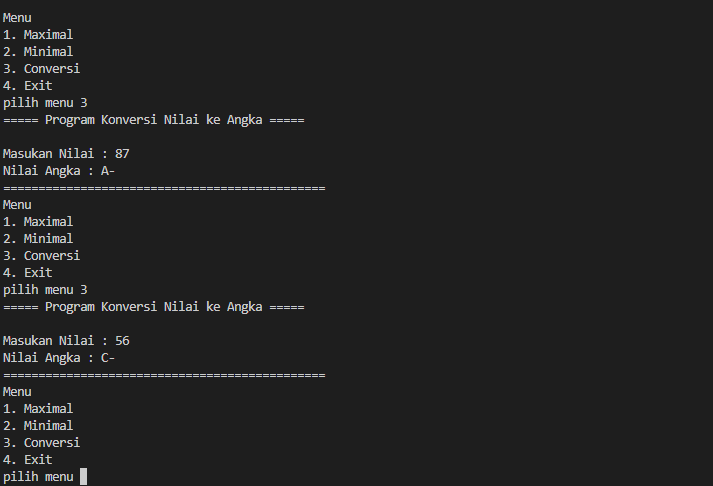 Menu
1. Maximal
2. Minimal
3. Conversi
4. Exit
pilih menu 3
===== Program Konversi Nilai ke Angka =====
Masukan Nilai : 87
Nilai Angka : A-
==============================================
Menu
1. Maximal
2. Minimal
3. Conversi
4. Exit
pilih menu 3
===== Program Konversi Nilai ke Angka =====
Masukan Nilai : 56
Nilai Angka : C-
==============================================
Menu
1. Maximal
2. Minimal
3. Conversi
4. Exit
pilih menu